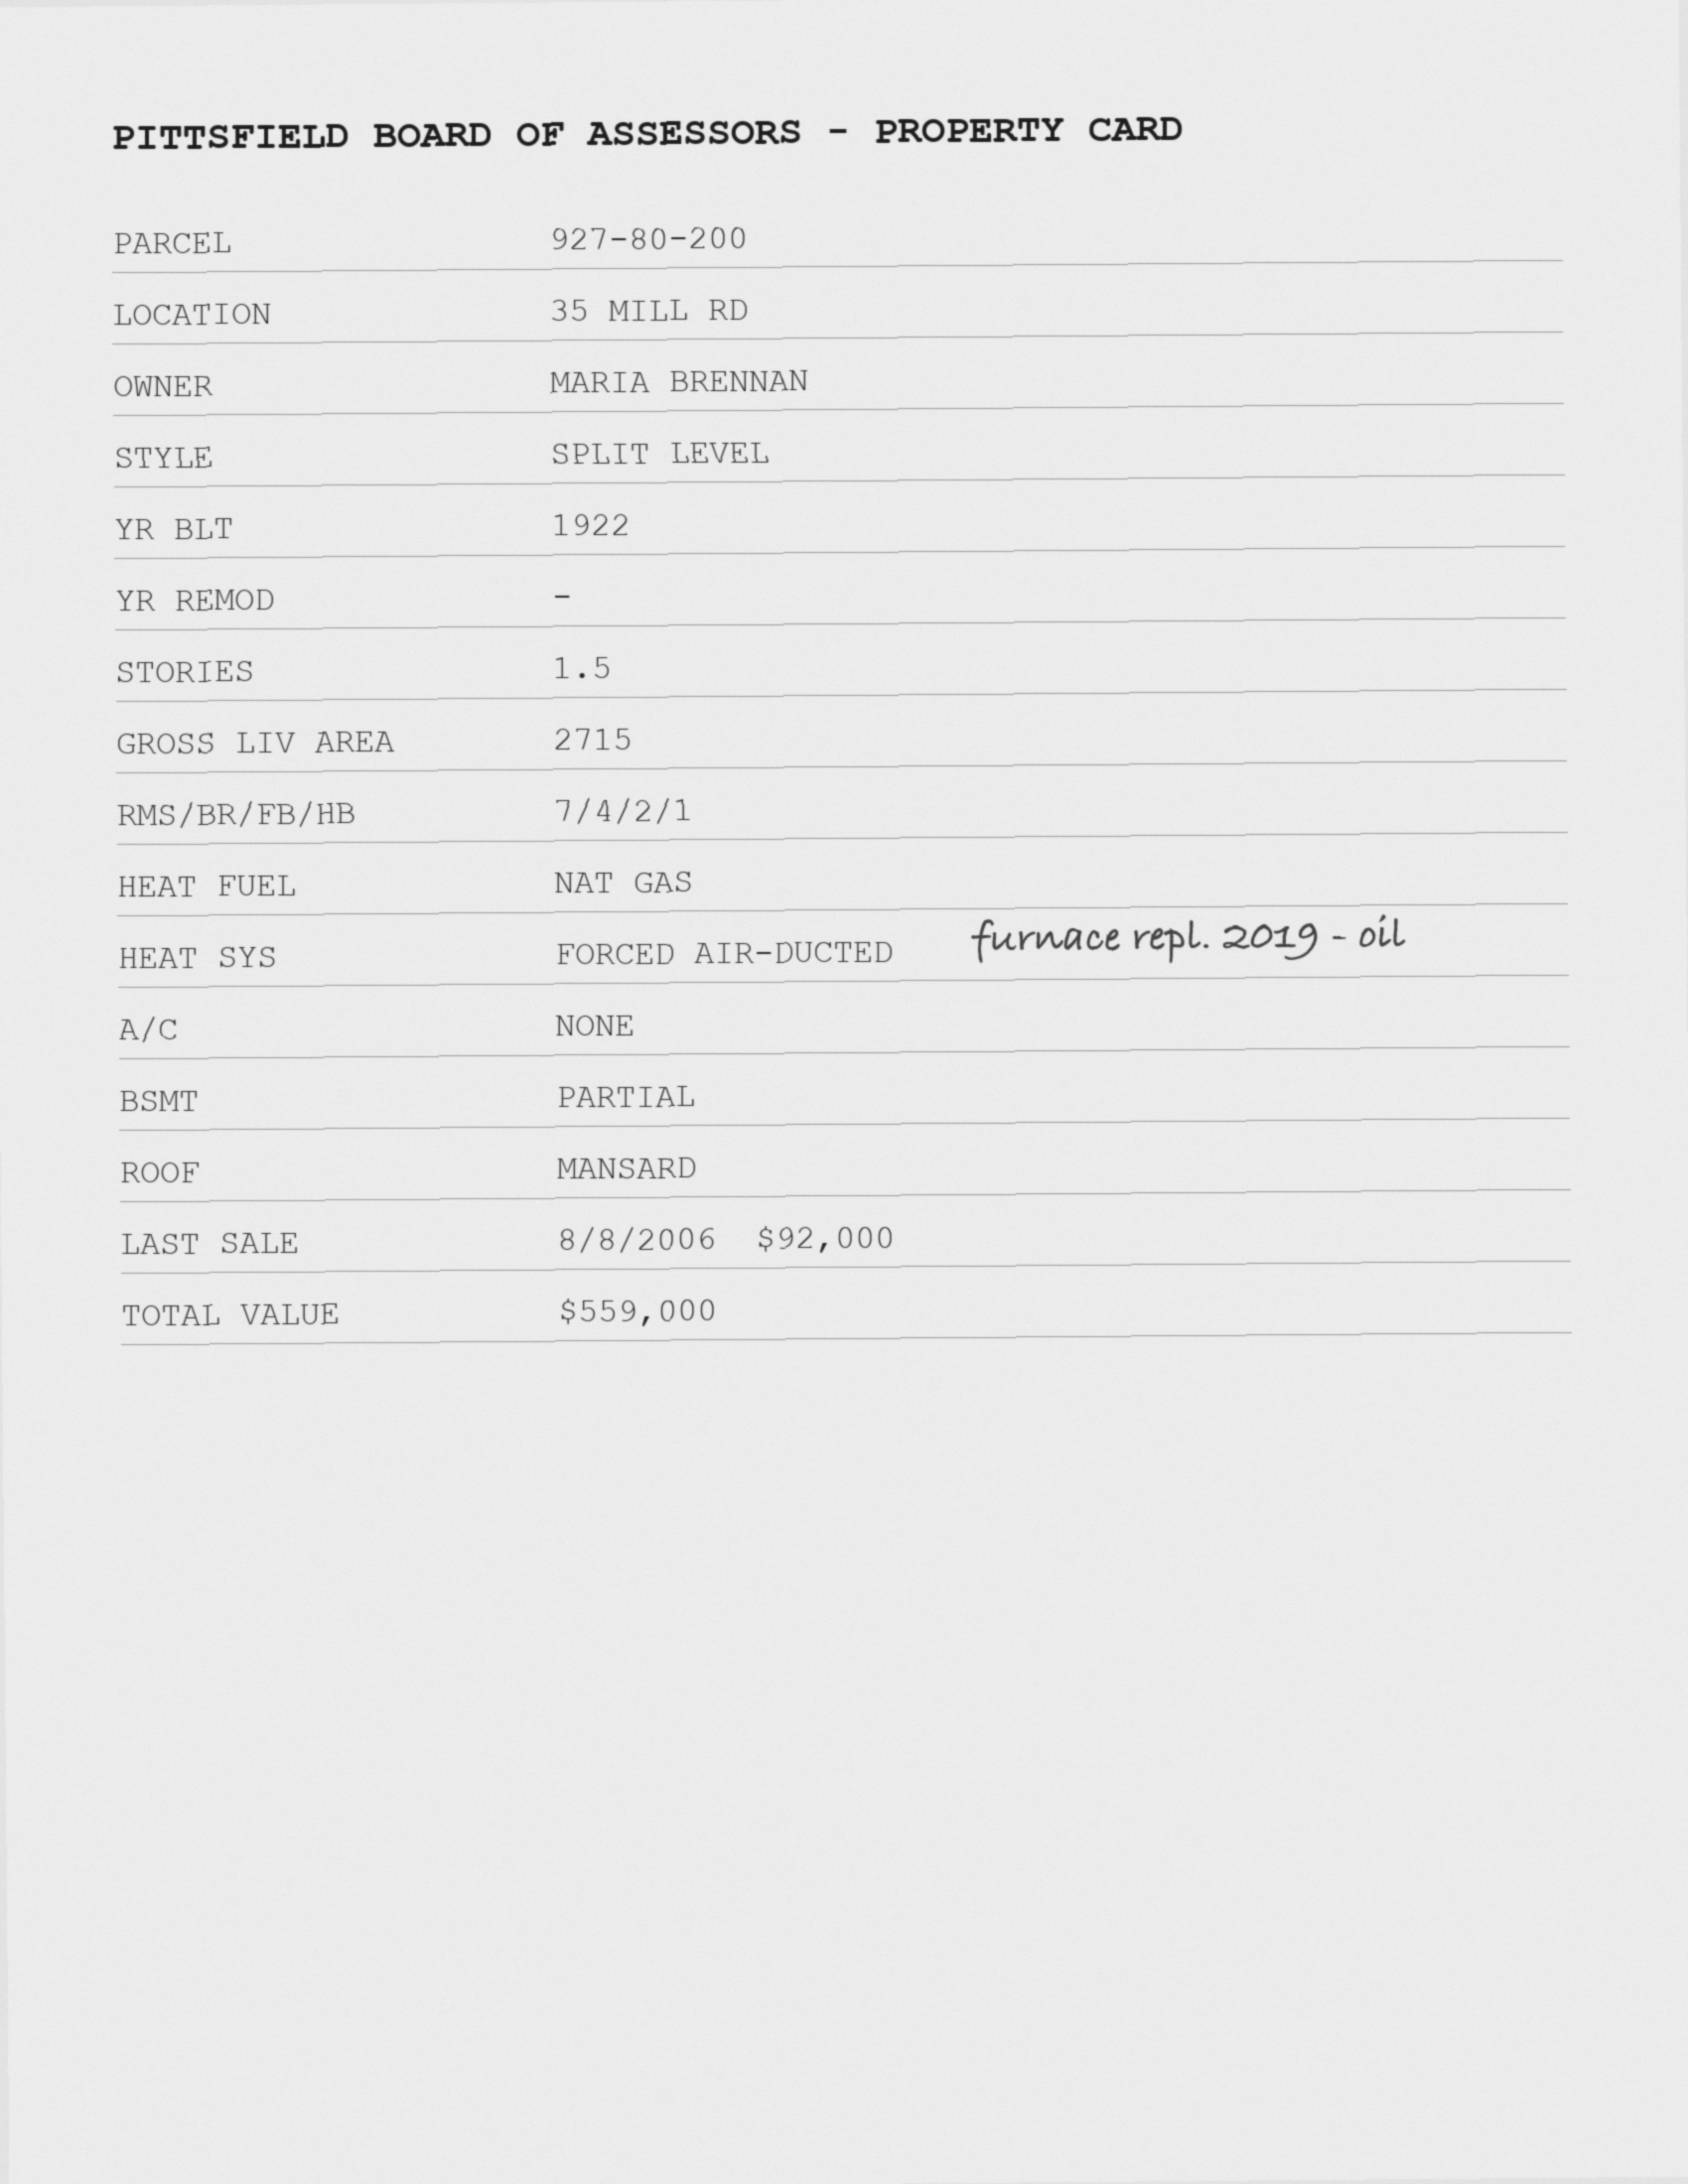 PITTSFIELD BOARD OF ASSESSORS - PROPERTY CARD
PARCEL 927-80-200
LOCATION 35 MILL RD
OWNER MARIA BRENNAN
STYLE SPLIT LEVEL
YR BLT 1922
YR REMOD -
STORIES 1.5
GROSS LIV AREA 2715
RMS/BR/FB/HB 7/4/2/1
HEAT FUEL NAT GAS
HEAT SYS FORCED AIR-DUCTED furnace repl. 2019 - oil
A/C NONE
BSMT PARTIAL
ROOF MANSARD
LAST SALE 8/8/2006 $92,000
TOTAL VALUE $559,000